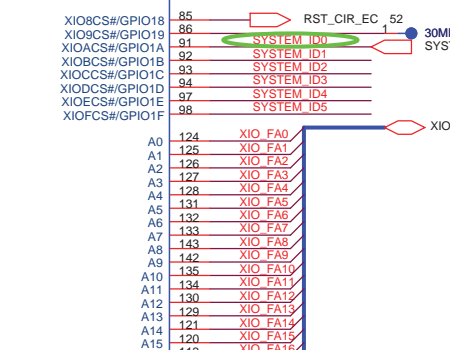 XIO8CS#/GPIO18 85 RST_CIR_EC 52
XIO9CS#/GPIO19 86 1 30M
XIOACS#/GPIO1A 91 SYSTEM_ID0 SYS
XIOBCS#/GPIO1B 92 SYSTEM_ID1
XIOCCS#/GPIO1C 93 SYSTEM_ID2
XIODCS#/GPIO1D 94 SYSTEM_ID3
XIOECS#/GPIO1E 97 SYSTEM_ID4
XIOFCS#/GPIO1F 98 SYSTEM_ID5
XIO
A0 124 XIO_FA0
A1 125 XIO_FA1
A2 126 XIO_FA2
A3 127 XIO_FA3
A4 128 XIO_FA4
A5 131 XIO_FA5
A6 132 XIO_FA6
A7 133 XIO_FA7
A8 143 XIO_FA8
A9 142 XIO_FA9
A10 135 XIO_FA10
A11 134 XIO_FA11
A12 130 XIO_FA12
A13 129 XIO_FA13
A14 121 XIO_FA14
A15 120 XIO_FA15
XIO_FA16